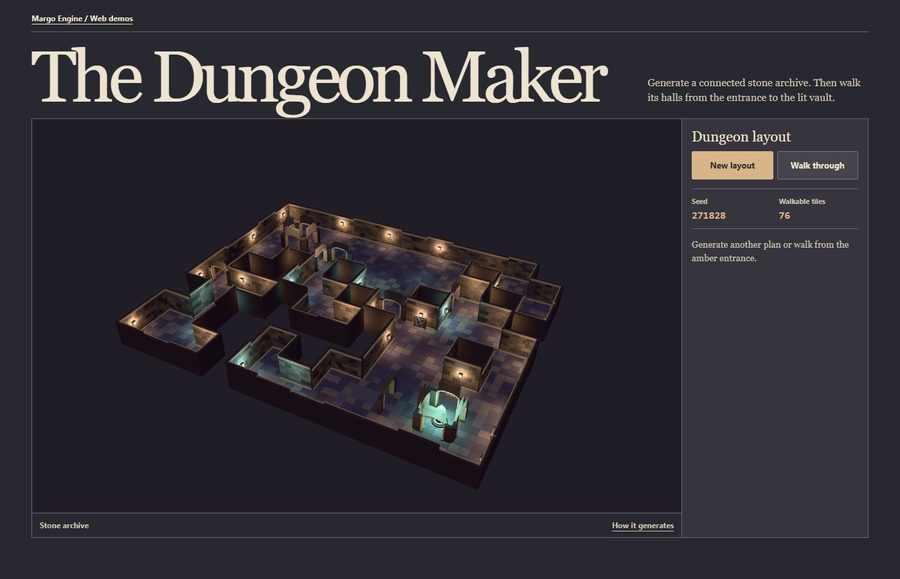 Margo Engine / Web demos
The Dungeon Maker
Generate a connected stone archive. Then walk
its halls from the entrance to the lit vault.
Dungeon layout
New layout
Walk through
Seed
Walkable tiles
271828
76
Generate another plan or walk from the
amber entrance.
Stone archive
How it generates